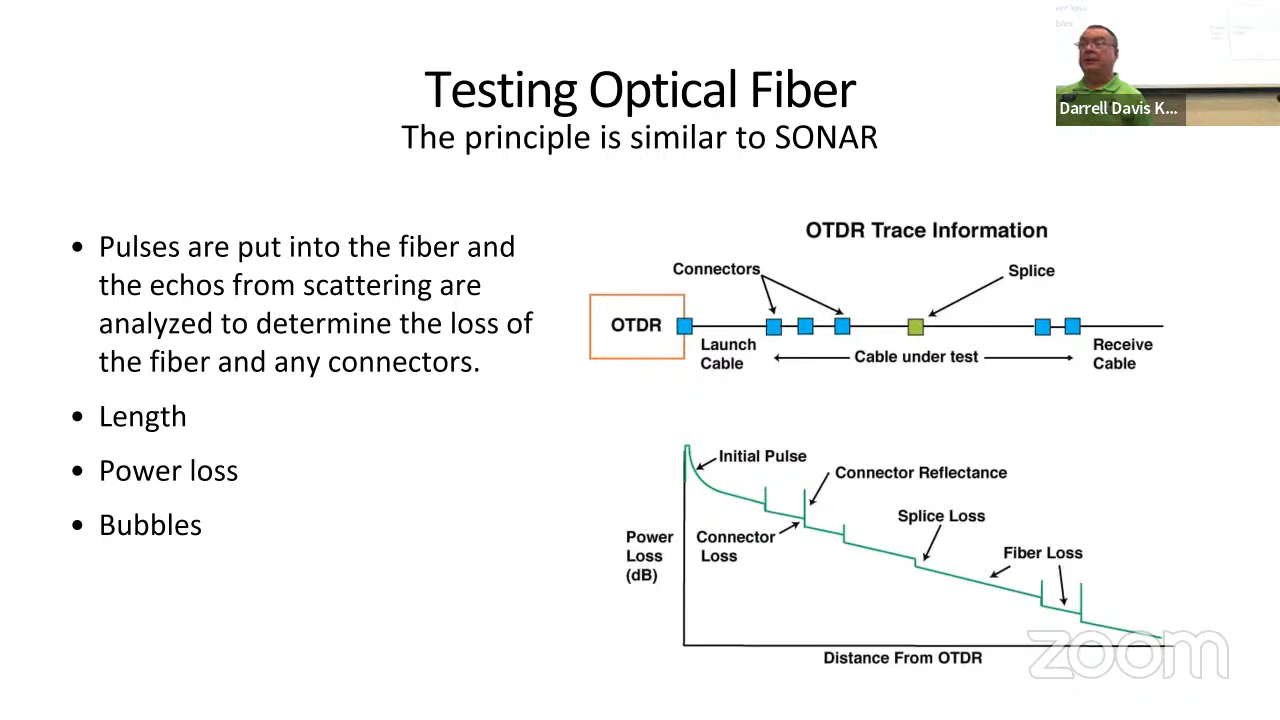 Testing Optical Fiber
The principle is similar to SONAR
Darrell Davis K...
• Pulses are put into the fiber and
the echos from scattering are
analyzed to determine the loss of
the fiber and any connectors.
• Length
• Power loss
• Bubbles
OTDR Trace Information
Connectors
Splice
OTDR
Launch
Cable
Cable under test
Receive
Cable
Initial Pulse
Connector Reflectance
Splice Loss
Power
Loss
(dB)
Connector
Loss
Fiber Loss
Distance From OTDR
zoom